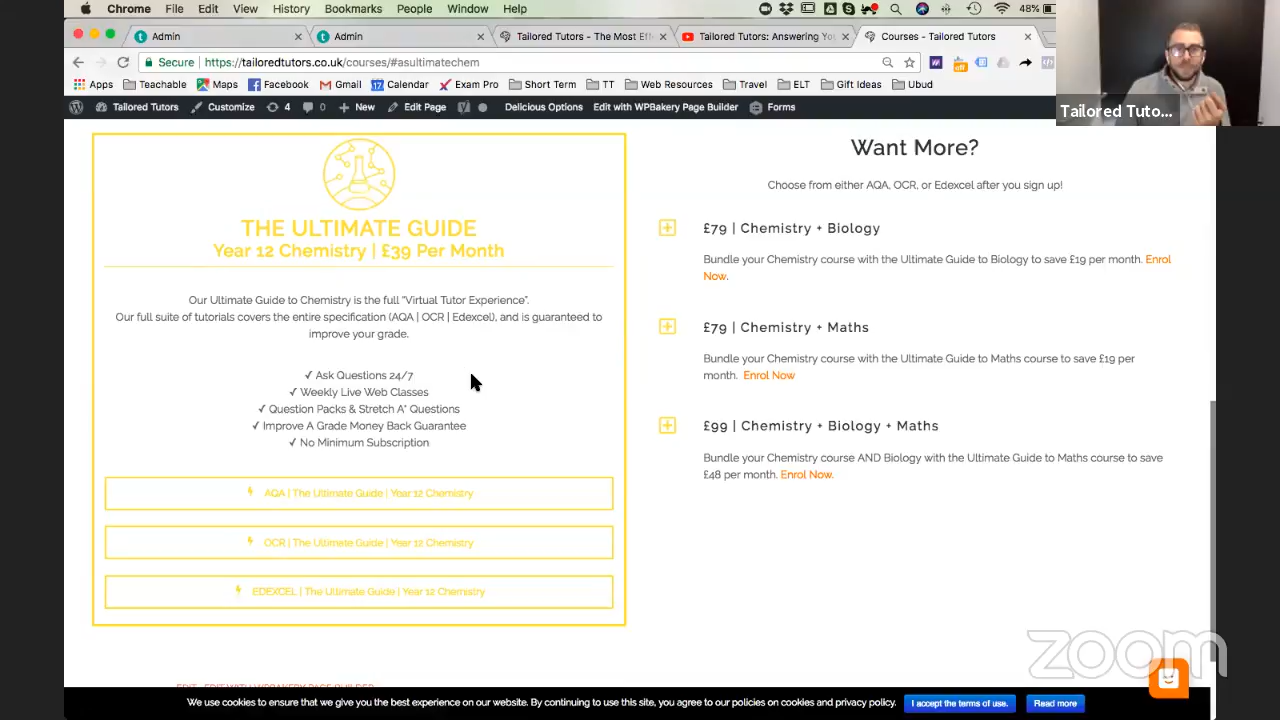 Chrome File Edit View History Bookmarks People Window Help 48%
Admin Admin Tailored Tutors - The Most Effe Tailored Tutors: Answering You Courses - Tailored Tutors
Secure https://tailoredtutors.co.uk/courses/#asultimatechem
Apps Teachable Maps Facebook Gmail Calendar Exam Pro Short Term TT Web Resources Travel ELT Gift Ideas Ubud
Tailored Tutors Customize 4 0 New Edit Page Delicious Options Edit with WPBakery Page Builder Forms
Tailored Tuto...
THE ULTIMATE GUIDE
Year 12 Chemistry | £39 Per Month
Our Ultimate Guide to Chemistry is the full "Virtual Tutor Experience".
Our full suite of tutorials covers the entire specification (AQA | OCR | Edexcel), and is guaranteed to
improve your grade.
✓ Ask Questions 24/7
✓ Weekly Live Web Classes
✓ Question Packs & Stretch A* Questions
✓ Improve A Grade Money Back Guarantee
✓ No Minimum Subscription
AQA | The Ultimate Guide | Year 12 Chemistry
OCR | The Ultimate Guide | Year 12 Chemistry
EDEXCEL | The Ultimate Guide | Year 12 Chemistry
Want More?
Choose from either AQA, OCR, or Edexcel after you sign up!
£79 | Chemistry + Biology
Bundle your Chemistry course with the Ultimate Guide to Biology to save £19 per month. Enrol
Now.
£79 | Chemistry + Maths
Bundle your Chemistry course with the Ultimate Guide to Maths course to save £19 per
month. Enrol Now
£99 | Chemistry + Biology + Maths
Bundle your Chemistry course AND Biology with the Ultimate Guide to Maths course to save
£48 per month. Enrol Now.
zoom
EDIT EDIT WITH WPBAKERY PAGE BUILDER
We use cookies to ensure that we give you the best experience on our website. By continuing to use this site, you agree to our policies on cookies and privacy policy. I accept the terms of use. Read more